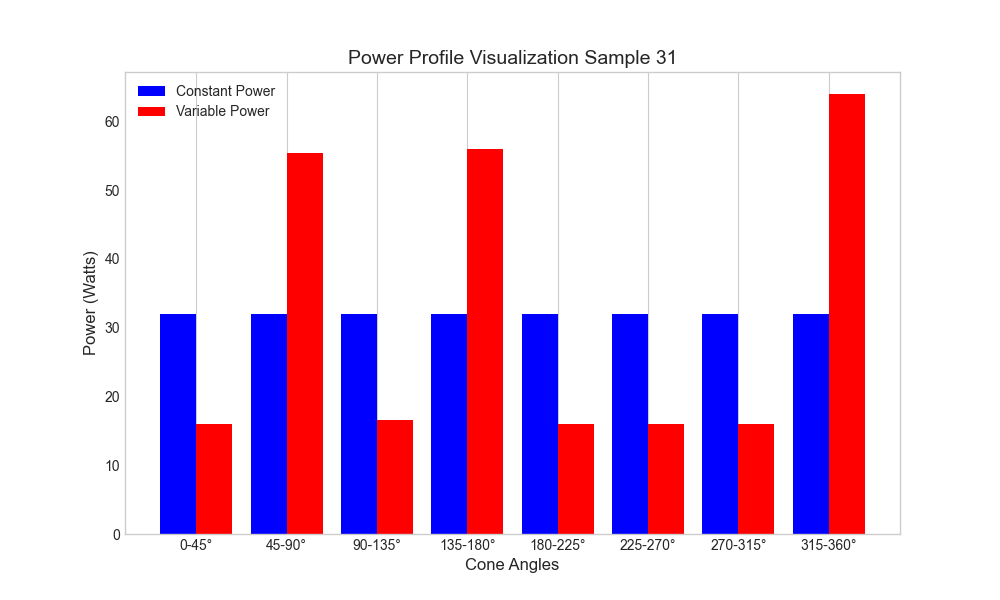 Power Profile Visualization Sample 31
Constant Power
Variable Power
Power (Watts)
60
50
40
30
20
10
0
0-45° 45-90° 90-135° 135-180° 180-225° 225-270° 270-315° 315-360°
Cone Angles